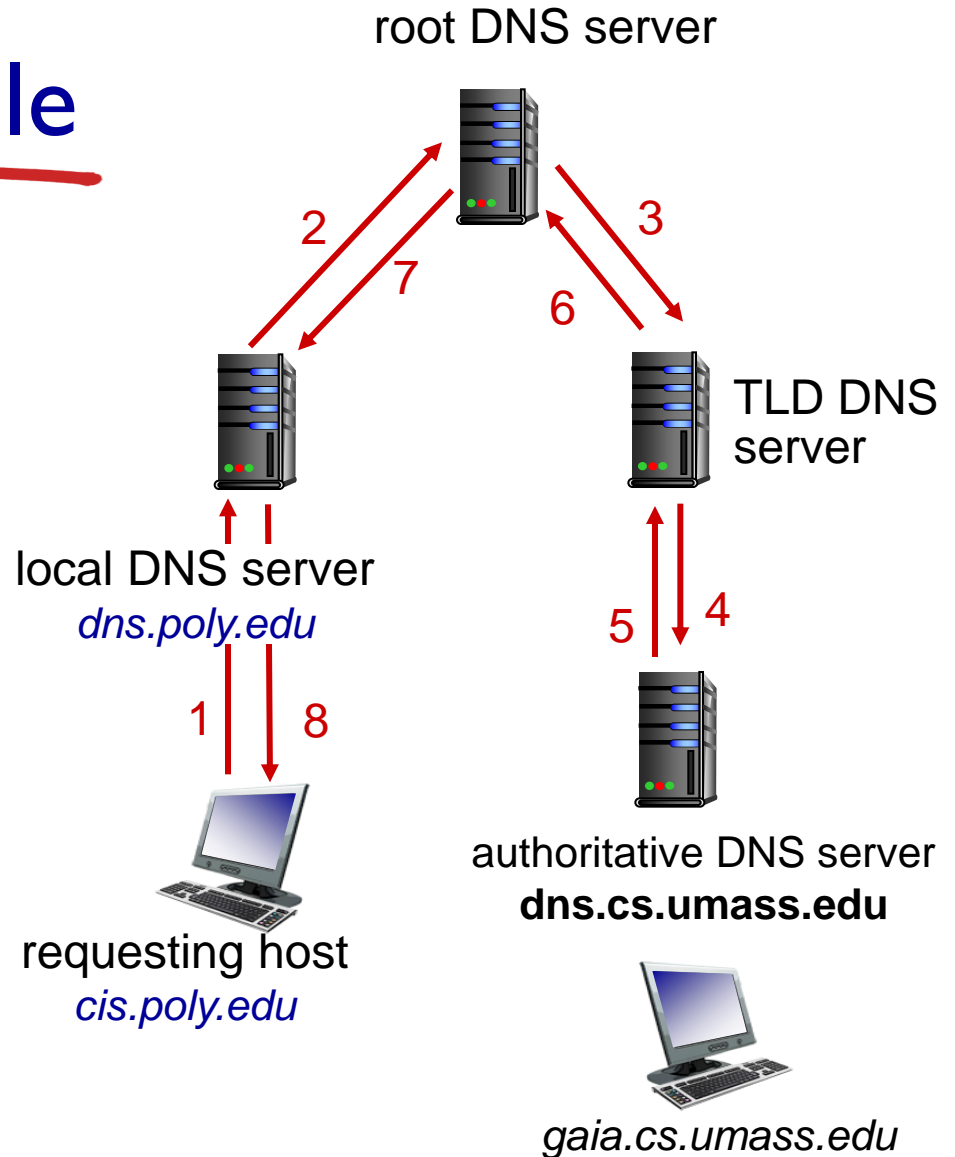 root DNS server
le
2
3
7
6
TLD DNS
server
local DNS server
dns.poly.edu
5
4
1
8
authoritative DNS server
dns.cs.umass.edu
requesting host
cis.poly.edu
gaia.cs.umass.edu